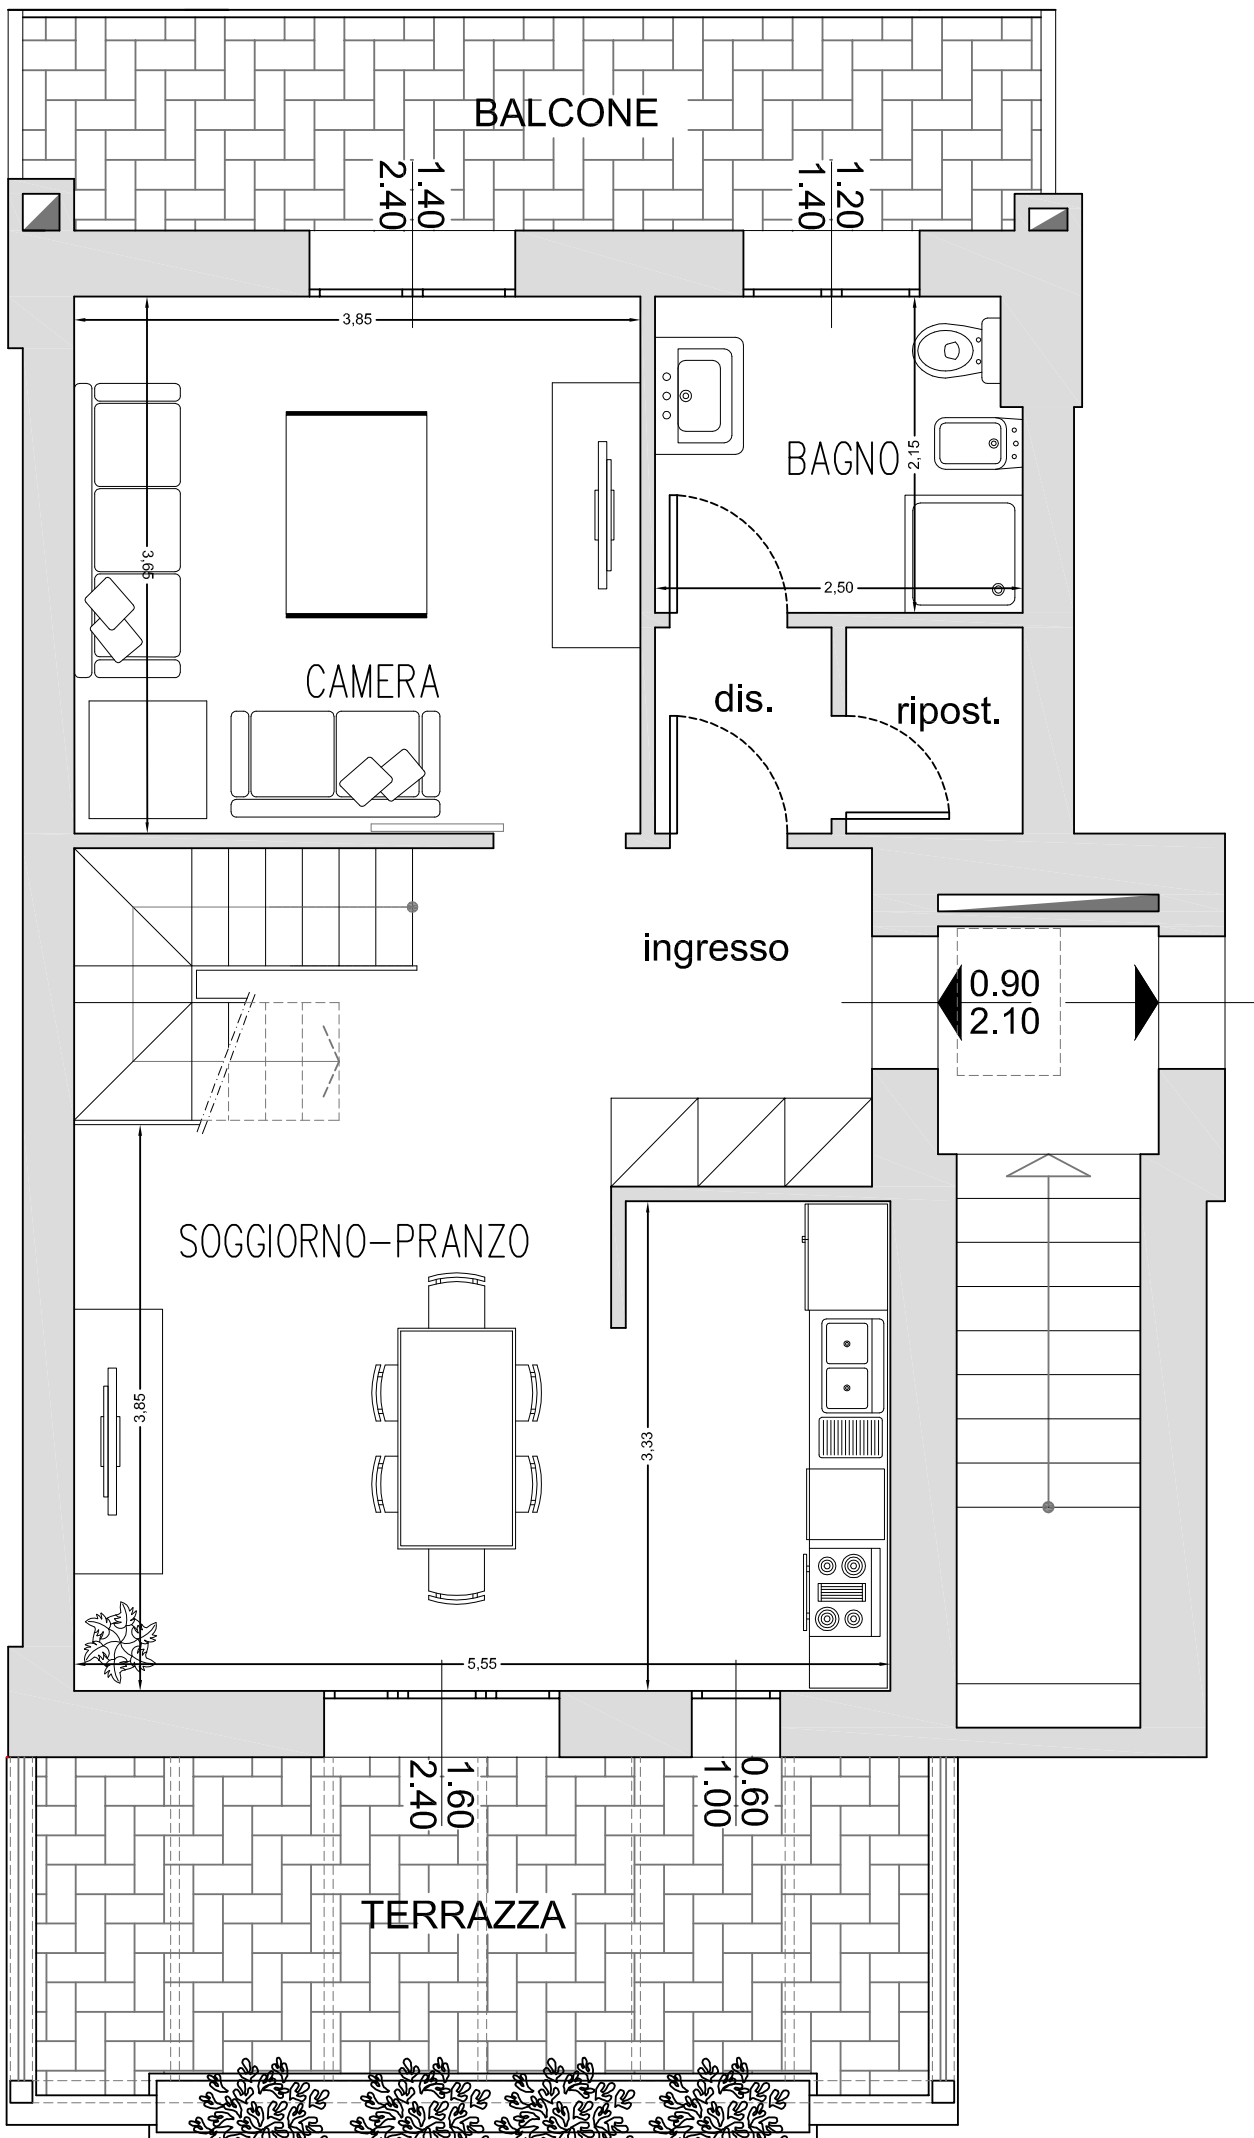 BALCONE
1.40
2.40
1.20
1.40
3,85
BAGNO
2,15
3,65
2,50
CAMERA
dis.
ripost.
ingresso
0.90
2.10
SOGGIORNO-PRANZO
3,85
3,33
5,55
1.60
2.40
0.60
1.00
TERRAZZA